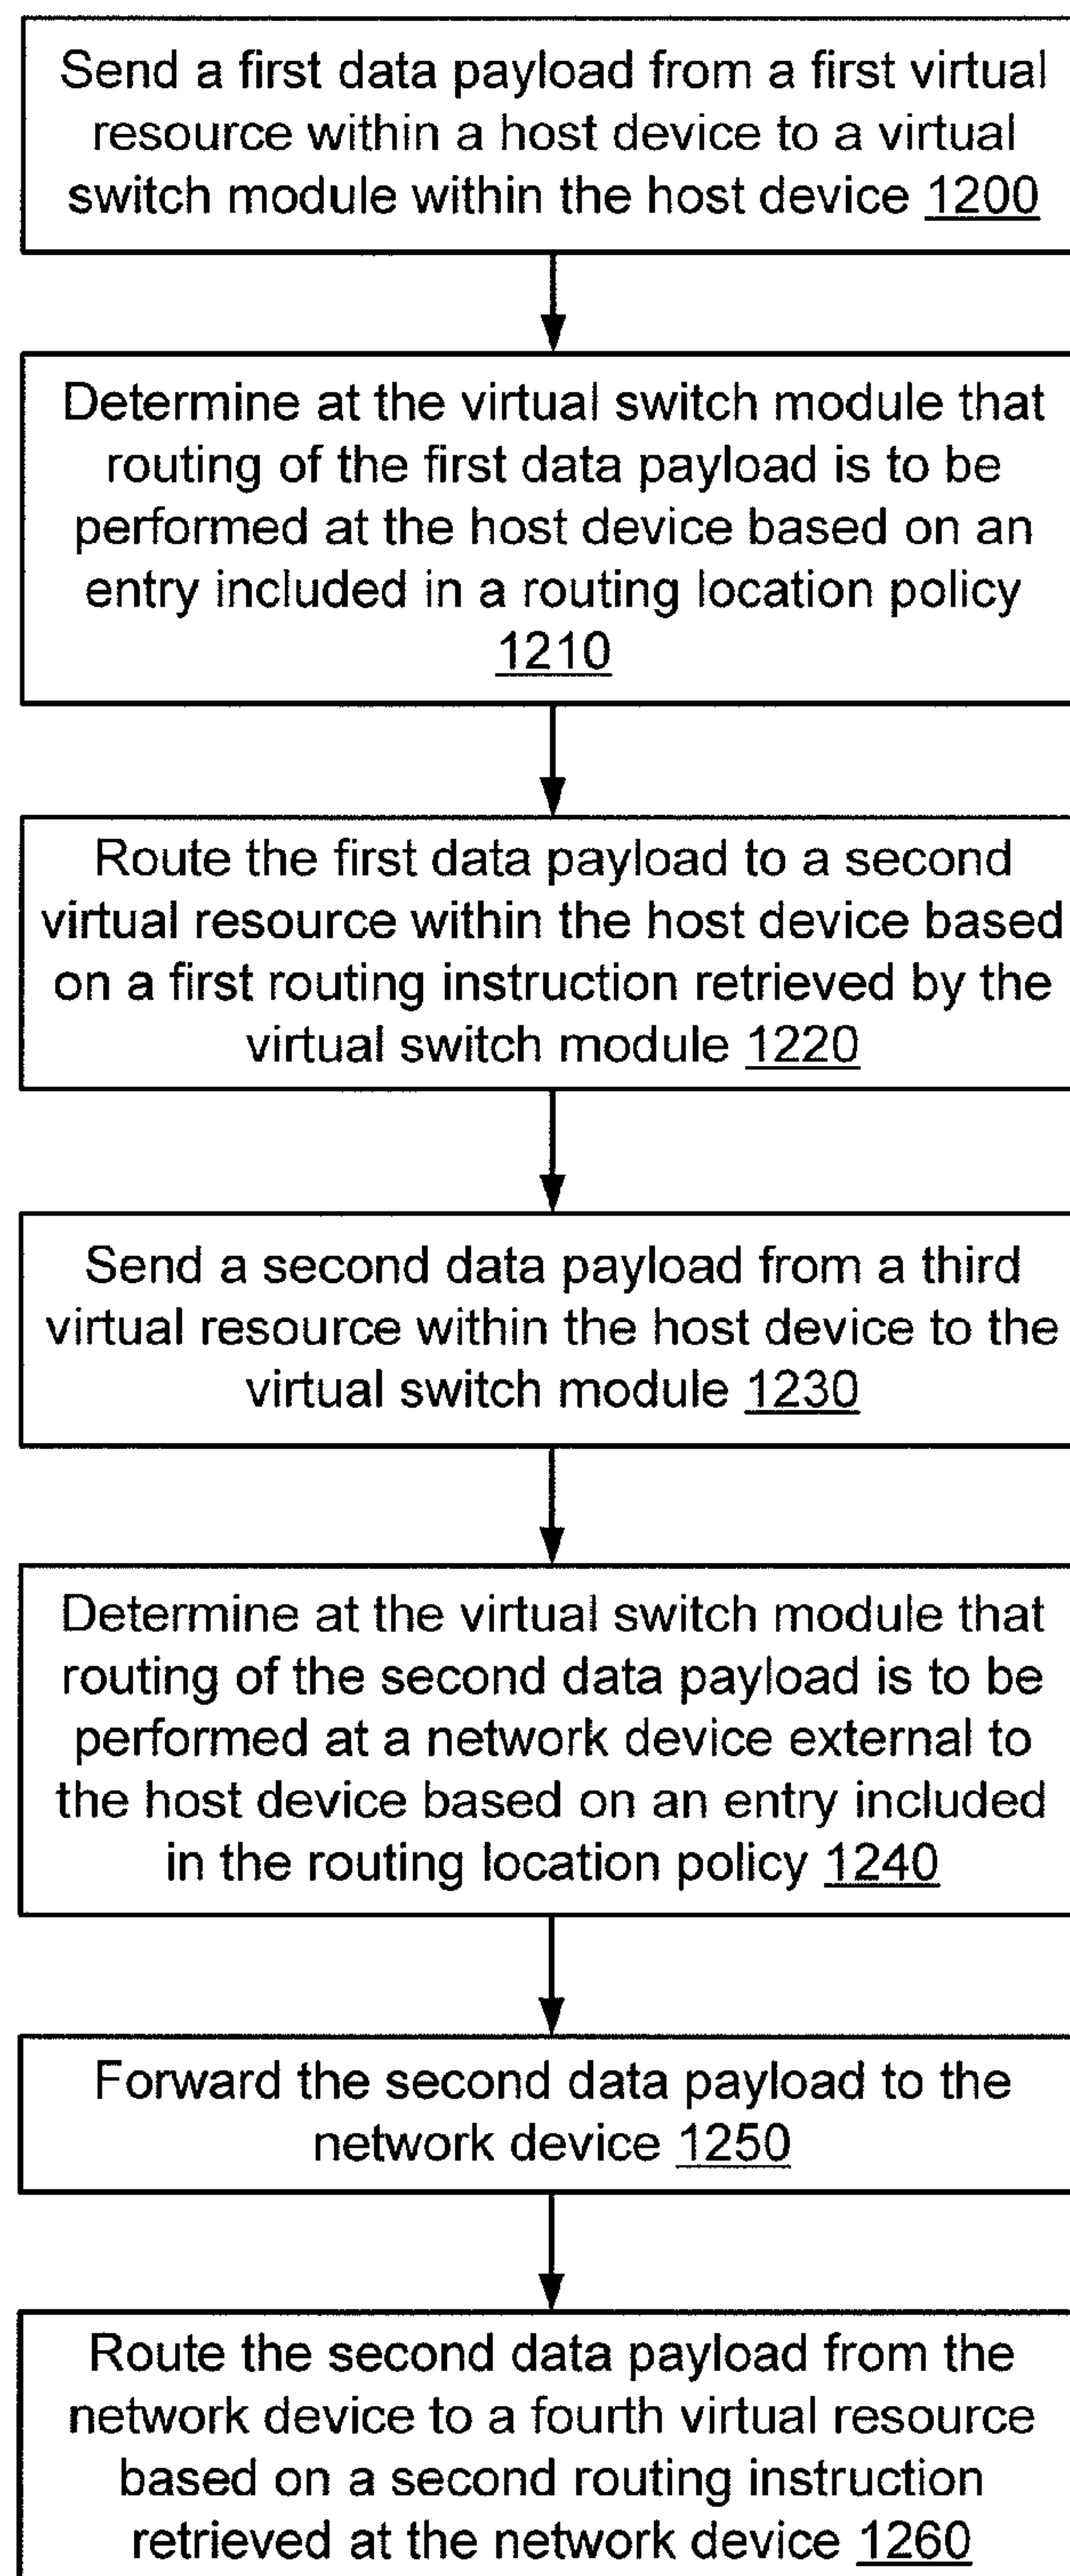 Send a first data payload from a first virtual
resource within a host device to a virtual
switch module within the host device 1200
Determine at the virtual switch module that
routing of the first data payload is to be
performed at the host device based on an
entry included in a routing location policy
1210
Route the first data payload to a second
virtual resource within the host device based
on a first routing instruction retrieved by the
virtual switch module 1220
Send a second data payload from a third
virtual resource within the host device to the
virtual switch module 1230
Determine at the virtual switch module that
routing of the second data payload is to be
performed at a network device external to
the host device based on an entry included
in the routing location policy 1240
Forward the second data payload to the
network device 1250
Route the second data payload from the
network device to a fourth virtual resource
based on a second routing instruction
retrieved at the network device 1260